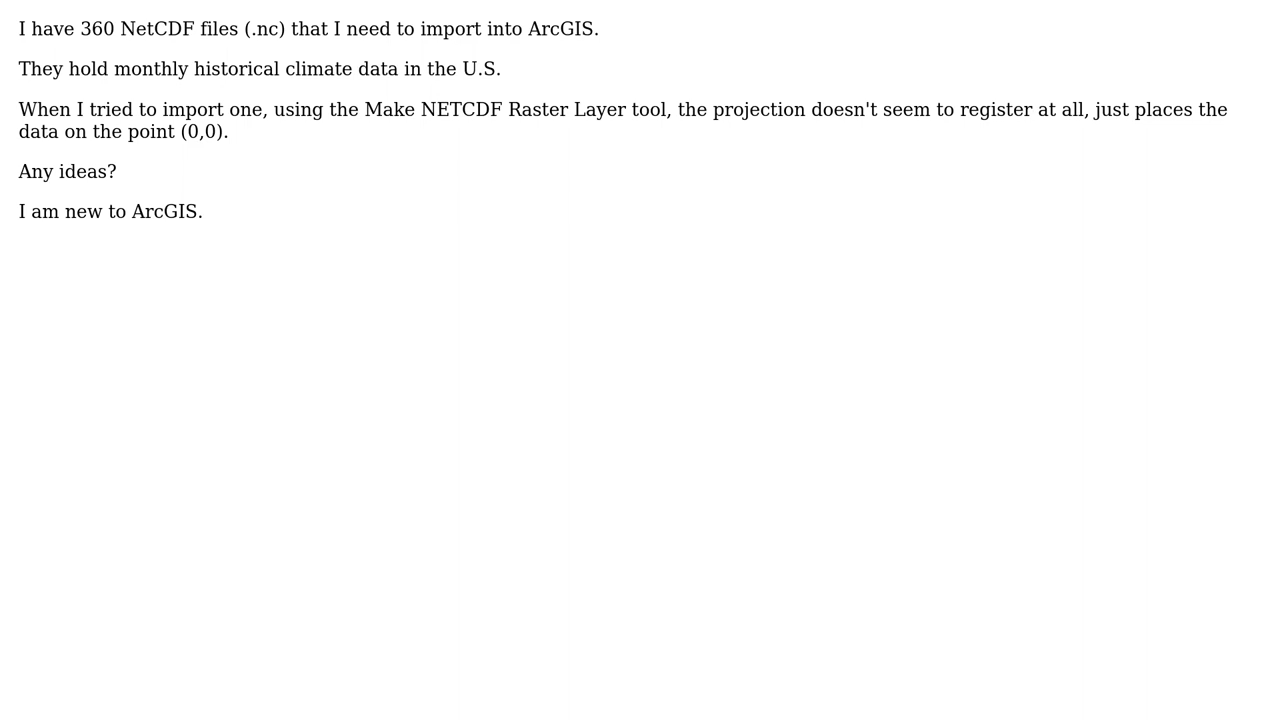 I have 360 NetCDF files (.nc) that I need to import into ArcGIS.
They hold monthly historical climate data in the U.S.
When I tried to import one, using the Make NETCDF Raster Layer tool, the projection doesn't seem to register at all, just places the
data on the point (0,0).
Any ideas?
I am new to ArcGIS.